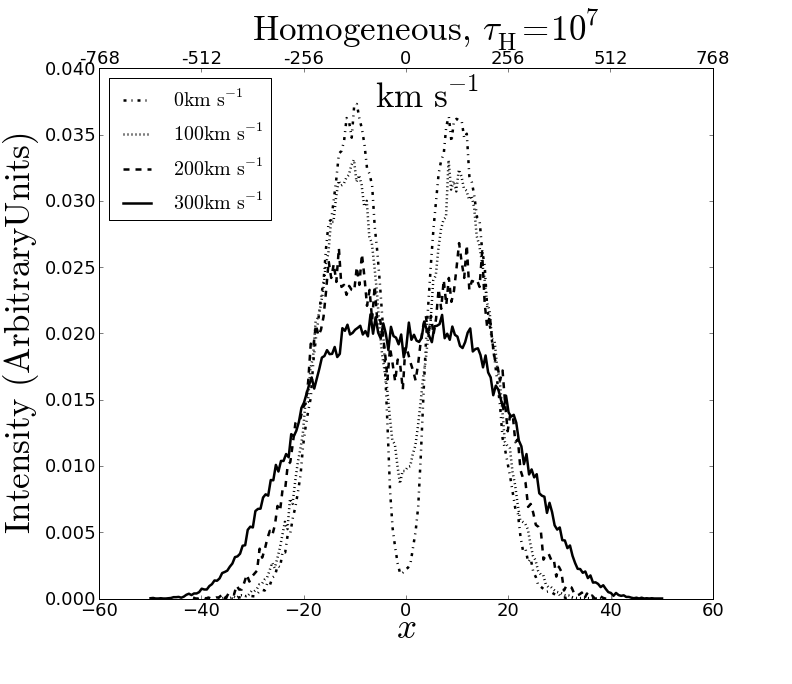 Homogeneous, τ_H=10^7
-768 -512 -256 0 256 512 768
km s^−1
0km s^−1
100km s^−1
200km s^−1
300km s^−1
Intensity (ArbitraryUnits)
0.040
0.035
0.030
0.025
0.020
0.015
0.010
0.005
0.000
−60 −40 −20 0 20 40 60
x